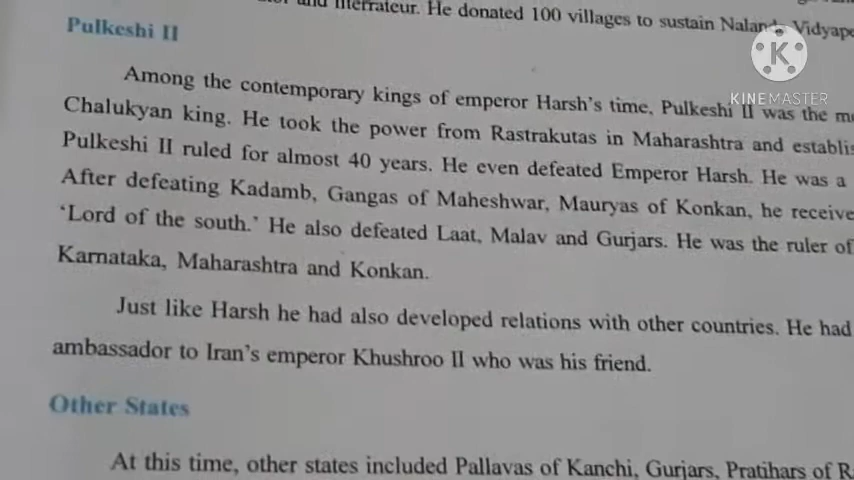 and litterateur. He donated 100 villages to sustain Nalanda
Pulkeshi II
KINEMASTER
Among the contemporary kings of emperor Harsh's time, Pulkeshi II was the
Chalukyan king. He took the power from Rastrakutas in Maharashtra and
Pulkeshi II ruled for almost 40 years. He even defeated Emperor Harsh. He was a
After defeating Kadamb, Gangas of Maheshwar, Mauryas of Konkan, he
'Lord of the south.' He also defeated Laat, Malav and Gurjars. He was the ruler of
Karnataka, Maharashtra and Konkan.
Just like Harsh he had also developed relations with other countries. He had
ambassador to Iran's emperor Khushroo II who was his friend.
Other States
At this time, other states included Pallavas of Kanchi, Gurjars, Pratihars of